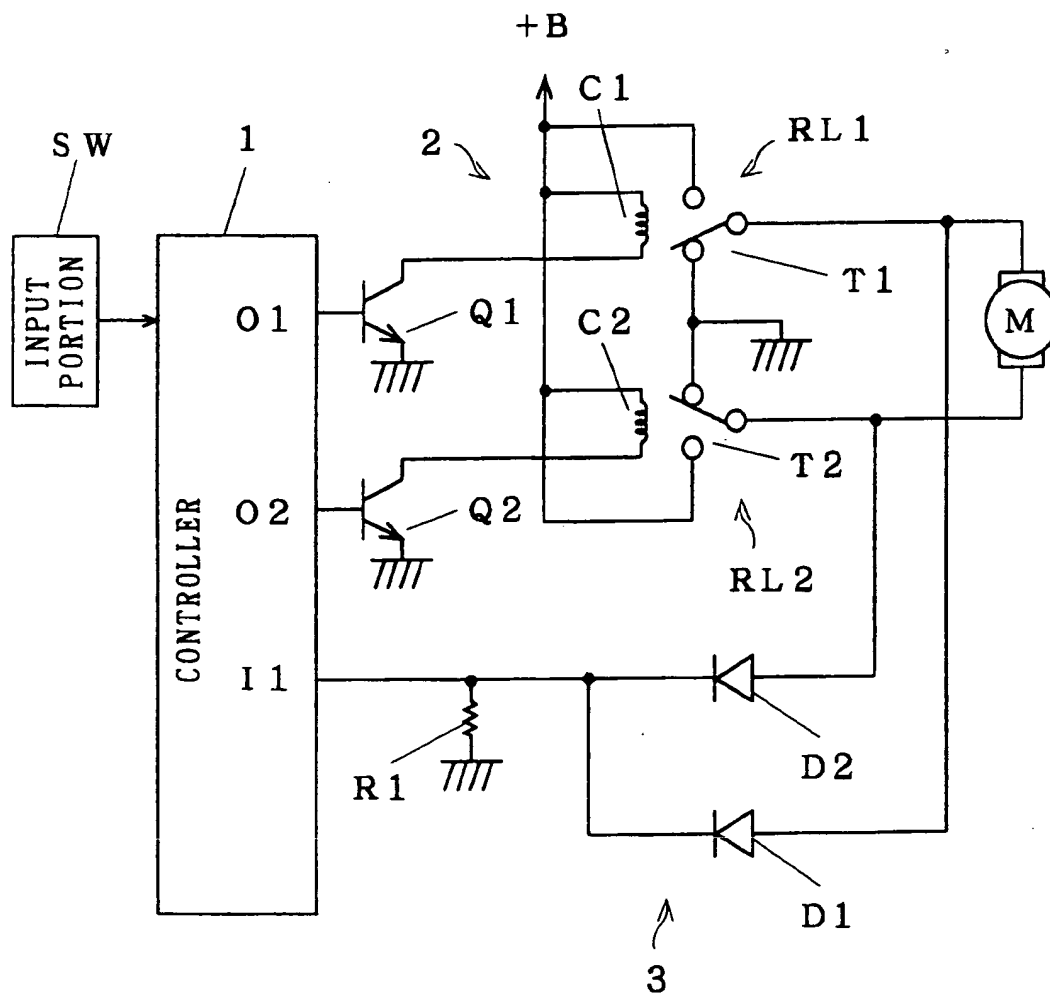 +B
C1
SW
1
2
RL1
INPUT
PORTION
O1
Q1
T1
M
C2
O2
Q2
T2
RL2
CONTROLLER
I1
R1
D2
D1
3